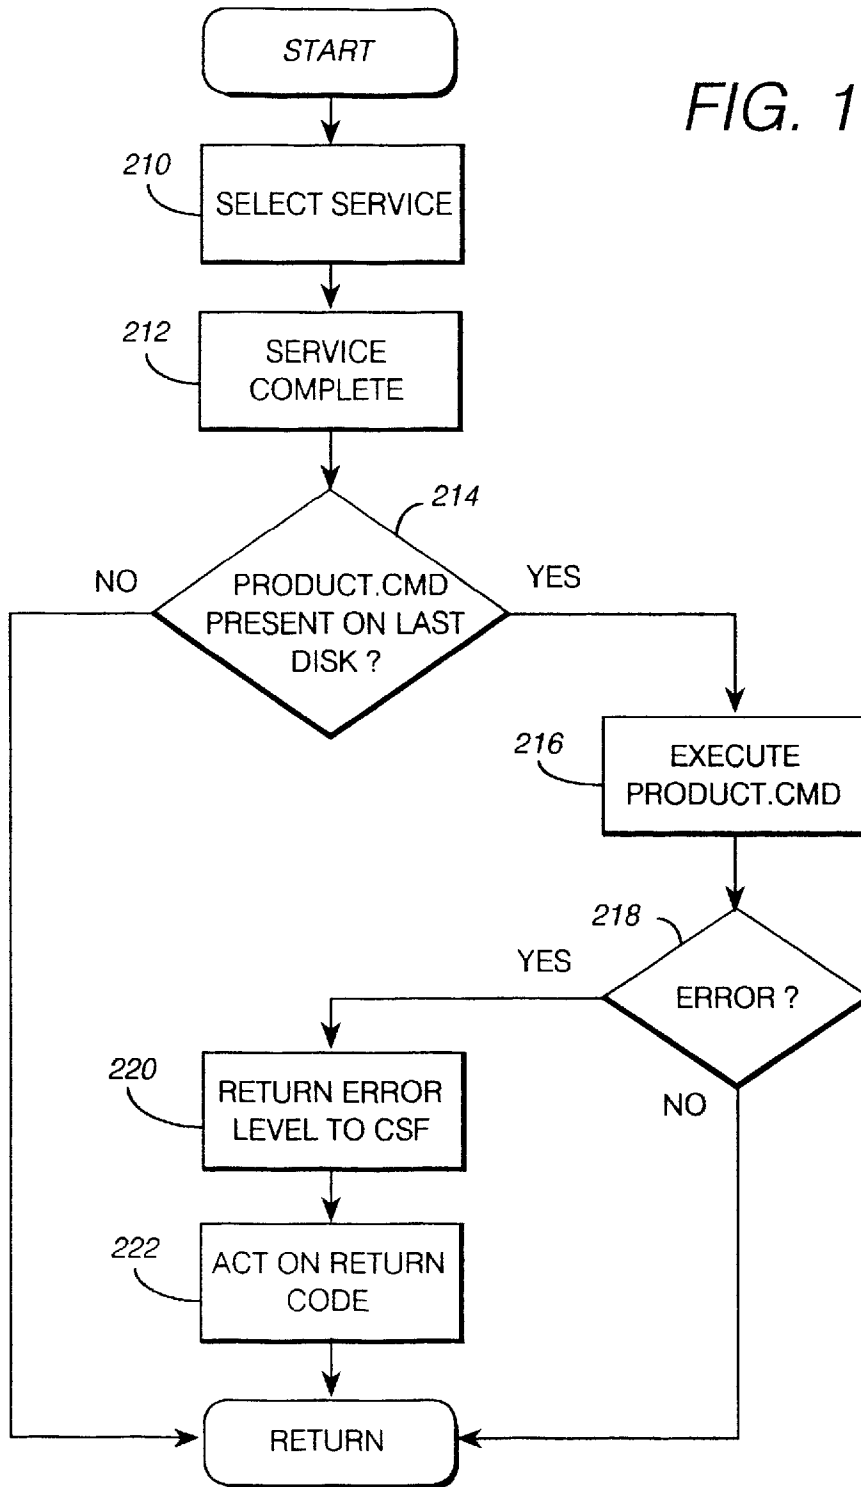 START
FIG. 1
210
SELECT SERVICE
212
SERVICE
COMPLETE
214
NO
PRODUCT.CMD
PRESENT ON LAST
DISK ?
YES
216
EXECUTE
PRODUCT.CMD
218
YES
ERROR ?
220
RETURN ERROR
LEVEL TO CSF
NO
222
ACT ON RETURN
CODE
RETURN